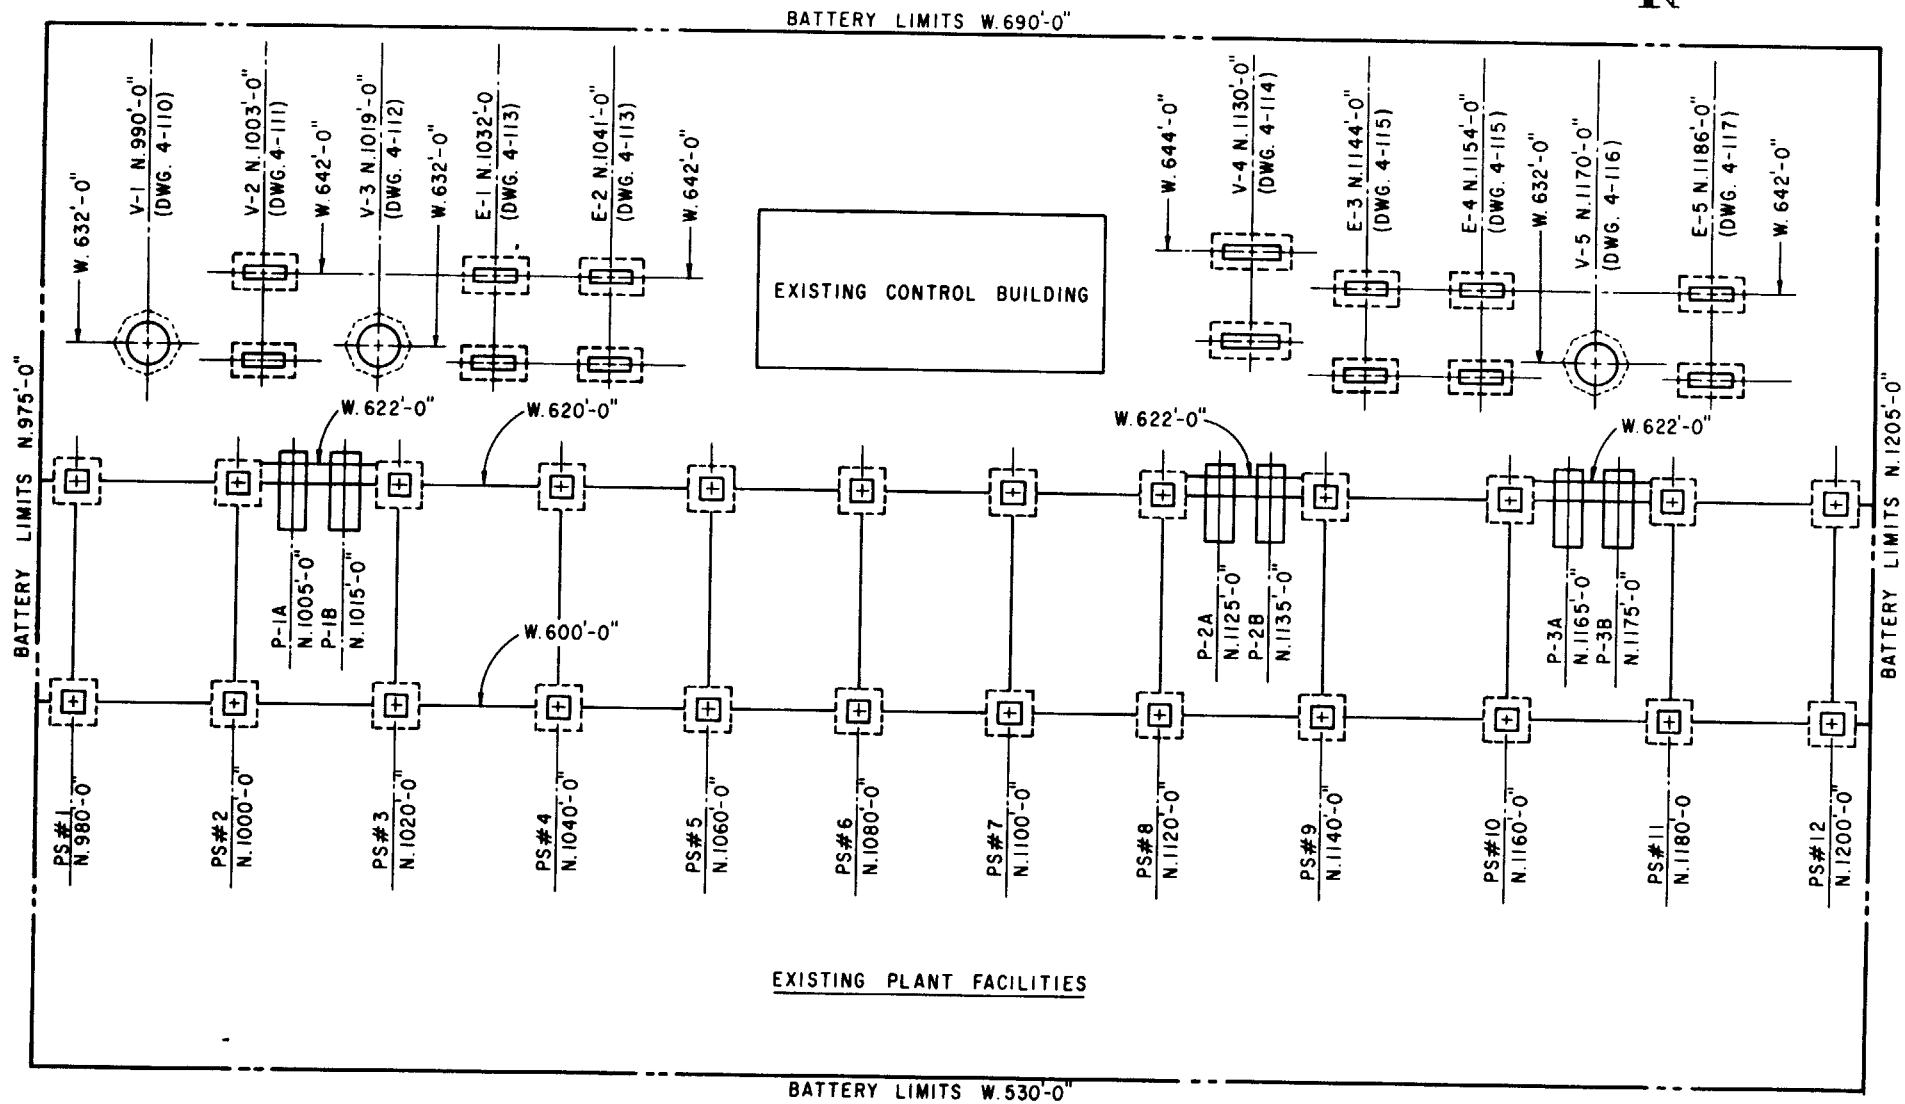 N
BATTERY LIMITS W. 690'-0"
W. 632'-0"
V-1 N.990'-0"
(DWG. 4-110)
V-2 N.1003'-0"
(DWG. 4-111)
W. 642'-0"
V-3 N.1019'-0"
(DWG. 4-112)
W. 632'-0"
E-1 N.1032'-0
(DWG. 4-113)
E-2 N.1041'-0"
(DWG. 4-113)
W. 642'-0"
W. 644'-0"
V-4 N.1130'-0"
(DWG. 4-114)
E-3 N.1144'-0"
(DWG. 4-115)
E-4 N.1154'-0"
(DWG. 4-115)
W. 632'-0"
V-5 N.1170'-0"
(DWG. 4-116)
E-5 N.1186'-0"
(DWG. 4-117)
W. 642'-0"
EXISTING CONTROL BUILDING
BATTERY LIMITS N.975'-0"
BATTERY LIMITS N.1205'-0"
W. 622'-0"
W. 620'-0"
W. 622'-0"
W. 622'-0"
P-1A
N.1005'-0"
P-1B
N.1015'-0"
W. 600'-0"
P-2A
N.1125'-0"
P-2B
N.1135'-0"
P-3A
N.1165'-0"
P-3B
N.1175'-0"
PS#1
N.980'-0"
PS#2
N.1000'-0"
PS#3
N.1020'-0"
PS#4
N.1040'-0"
PS#5
N.1060'-0"
PS#6
N.1080'-0"
PS#7
N.1100'-0"
PS#8
N.1120'-0"
PS#9
N.1140'-0"
PS#10
N.1160'-0"
PS#11
N.1180'-0
PS#12
N.1200'-0"
EXISTING PLANT FACILITIES
BATTERY LIMITS W. 530'-0"